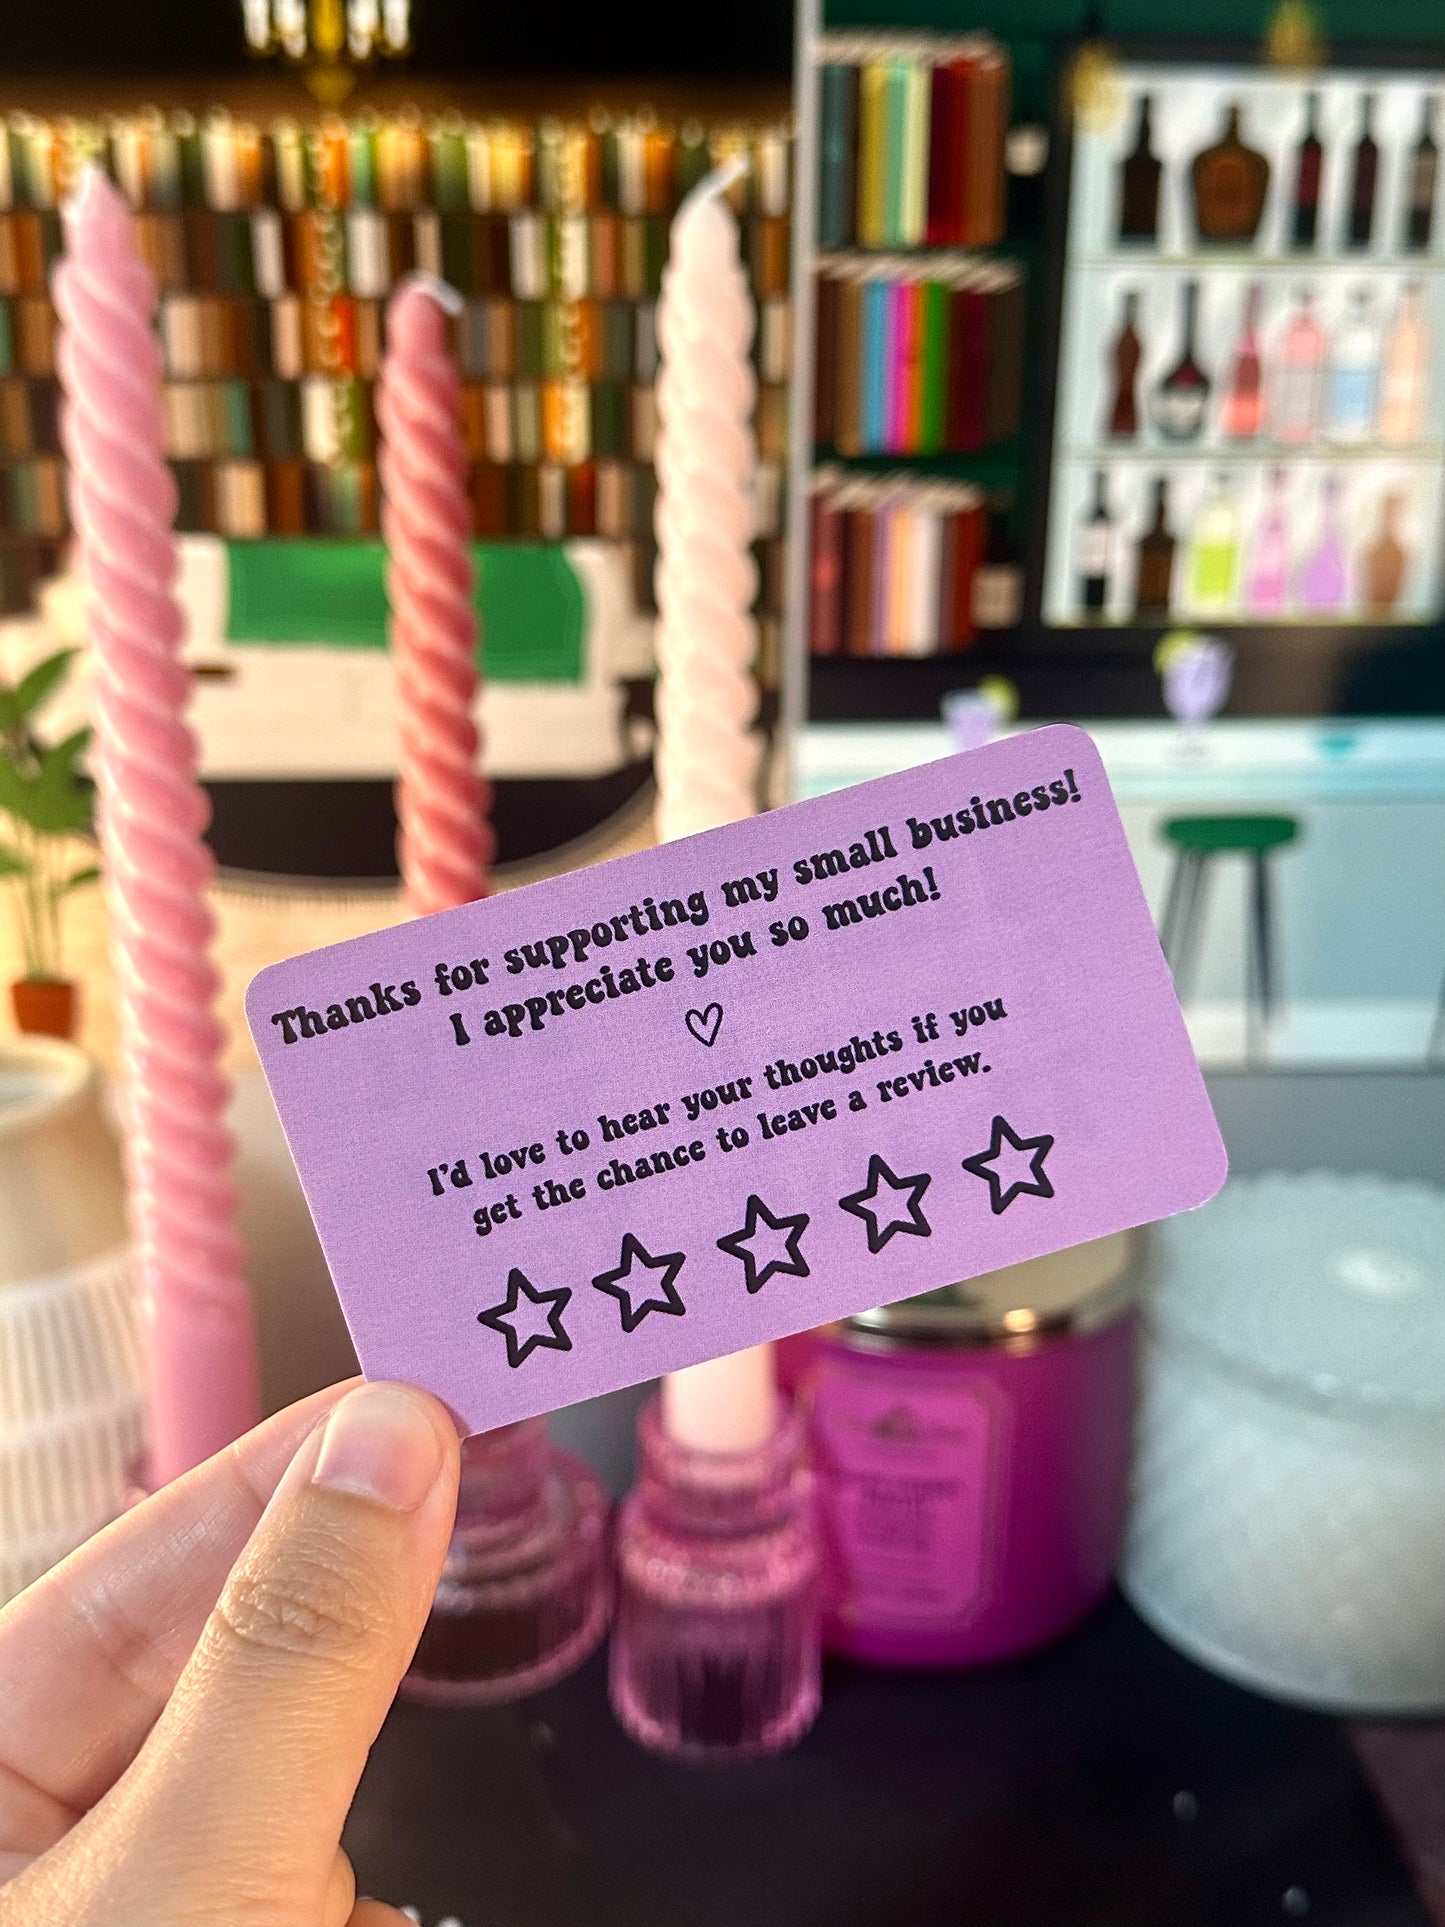 Thanks for supporting my small business!
I appreciate you so much!
I'd love to hear your thoughts if you
get the chance to leave a review.